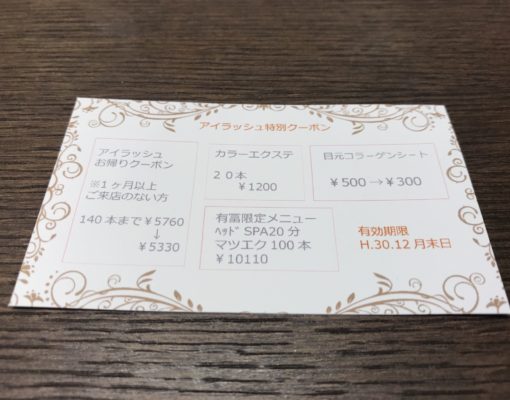 アイラッシュ特別クーポン
アイラッシュ
お帰りクーポン
※1ヶ月以上
ご来店のない方
140本まで¥5760
↓
¥5330
カラーエクステ
20本
¥1200
目元コラーゲンシート
¥500→¥300
有冨限定メニュー
ﾍｯﾄﾞSPA20分
マツエク100本
¥10110
有効期限
H.30.12月末日